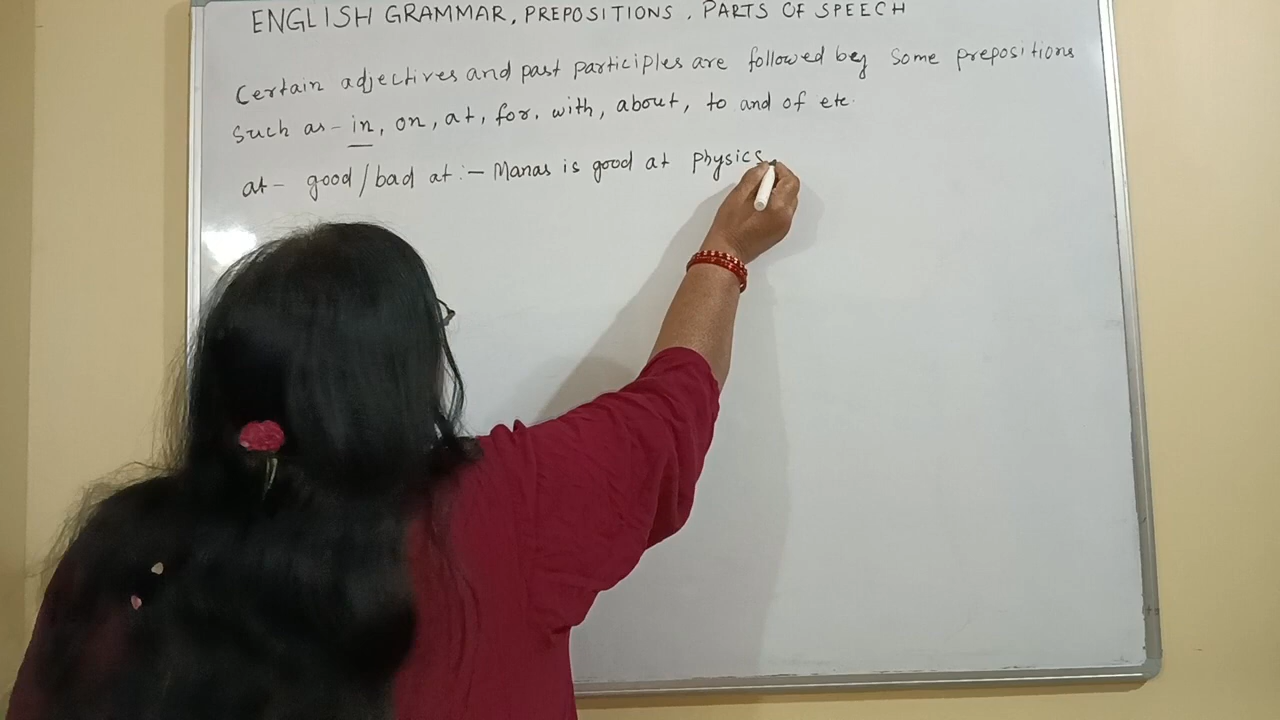 ENGLISH GRAMMAR, PREPOSITIONS, PARTS OF SPEECH
Certain adjectives and past participles are followed by some prepositions
Such as - in, on, at, for, with, about, to and of etc.
at - good/bad at :- Manas is good at Physics